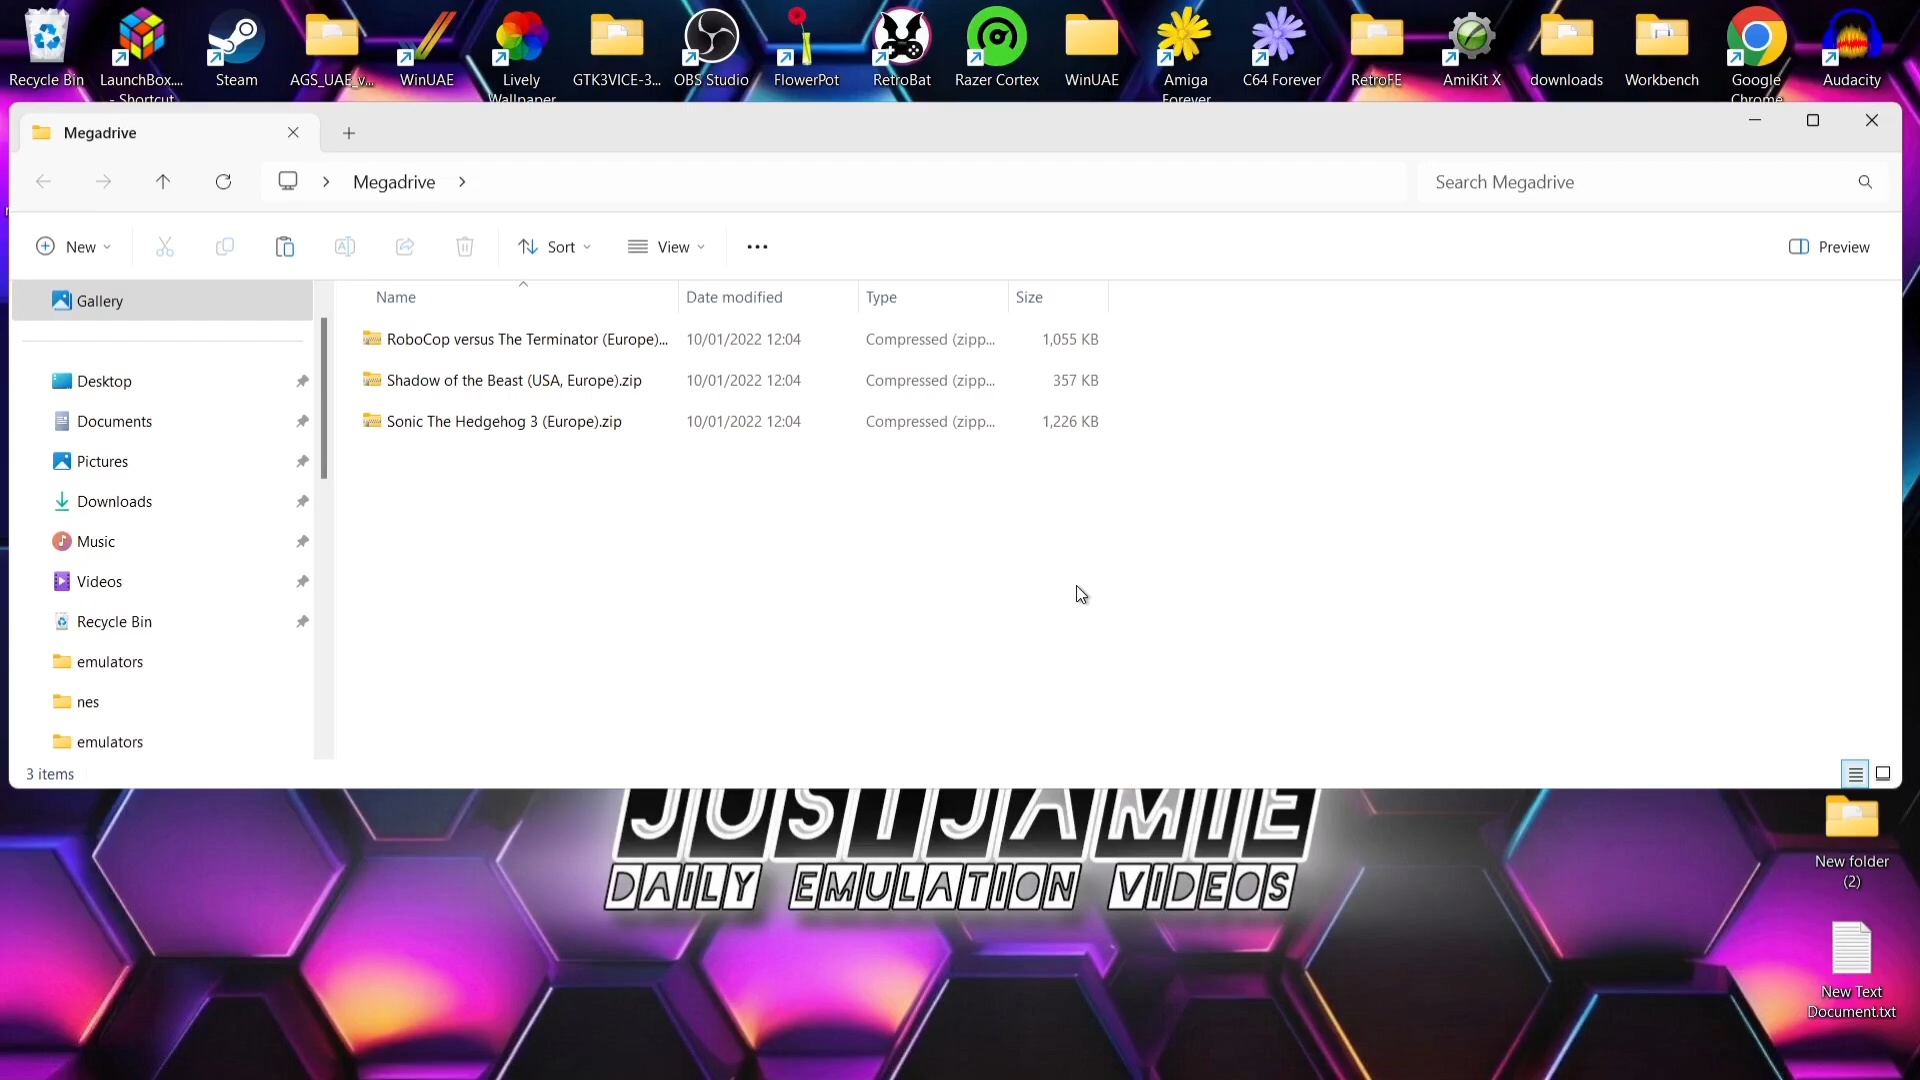 Recycle Bin
LaunchBox...
- Shortcut
Steam
AGS_UAE_v...
WinUAE
Lively
Wallpaper
GTK3VICE-3...
OBS Studio
FlowerPot
RetroBat
Razer Cortex
WinUAE
Amiga
Forever
C64 Forever
RetroFE
AmiKit X
downloads
Workbench
Google
Chrome
Audacity
Megadrive
Megadrive
Search Megadrive
New
Sort
View
Preview
Gallery
Name Date modified Type Size
RoboCop versus The Terminator (Europe)... 10/01/2022 12:04 Compressed (zipp... 1,055 KB
Shadow of the Beast (USA, Europe).zip 10/01/2022 12:04 Compressed (zipp... 357 KB
Sonic The Hedgehog 3 (Europe).zip 10/01/2022 12:04 Compressed (zipp... 1,226 KB
Desktop
Documents
Pictures
Downloads
Music
Videos
Recycle Bin
emulators
nes
emulators
3 items
JUSTJAMIE
DAILY EMULATION VIDEOS
New folder
(2)
New Text
Document.txt